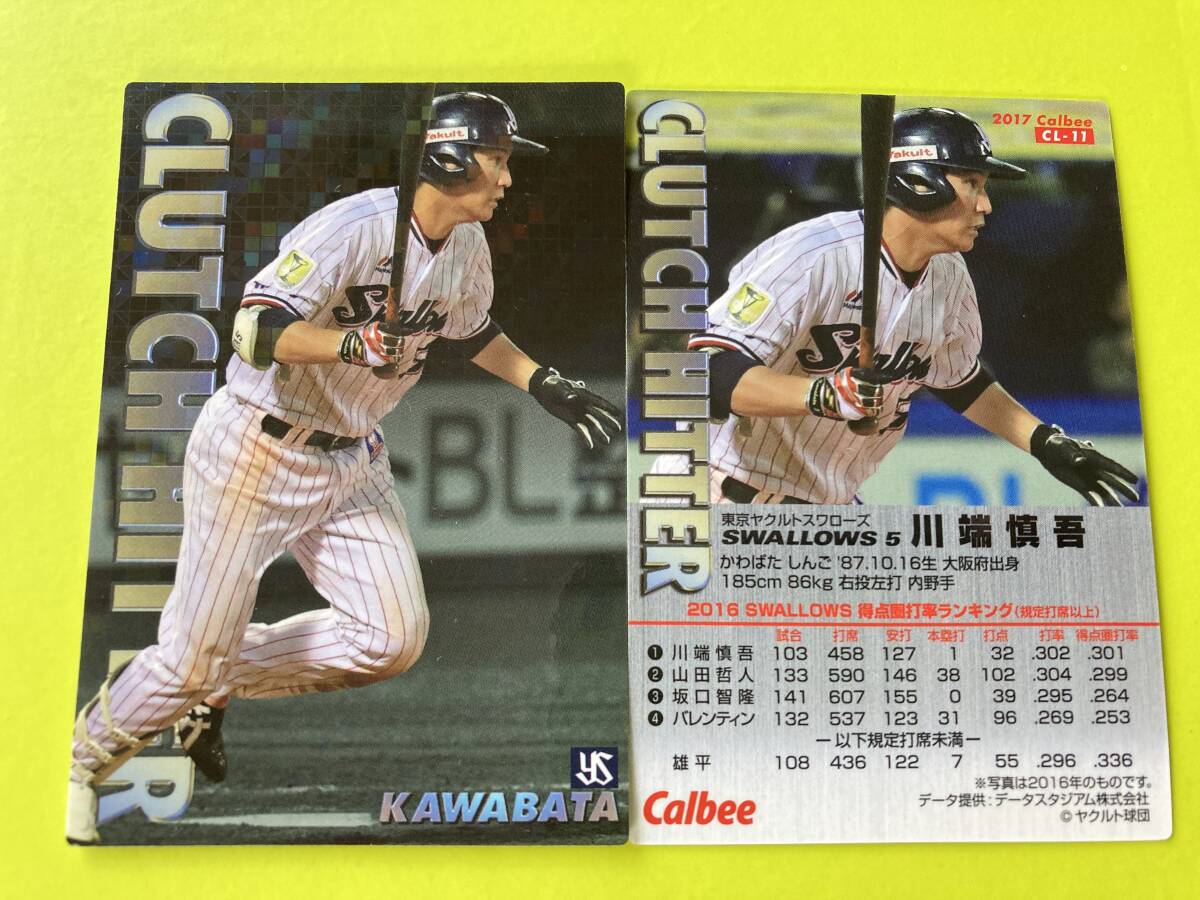 CLUTCH HITTER
Yakult
Swallows
BL
YS
KAWABATA
2017 Calbee
CL-11
CLUTCH HITTER
Yakult
Swallows
東京ヤクルトスワローズ
SWALLOWS 5 川端慎吾
かわばた しんご '87.10.16生 大阪府出身
185cm 86kg 右投左打 内野手
2016 SWALLOWS 得点圏打率ランキング(規定打席以上)
試合 打席 安打 本塁打 打点 打率 得点圏打率
❶ 川端慎吾 103 458 127 1 32 .302 .301
❷ 山田哲人 133 590 146 38 102 .304 .299
❸ 坂口智隆 141 607 155 0 39 .295 .264
❹ バレンティン 132 537 123 31 96 .269 .253
ー以下規定打席未満ー
雄平 108 436 122 7 55 .296 .336
※写真は2016年のものです。
データ提供:データスタジアム株式会社
©ヤクルト球団
Calbee